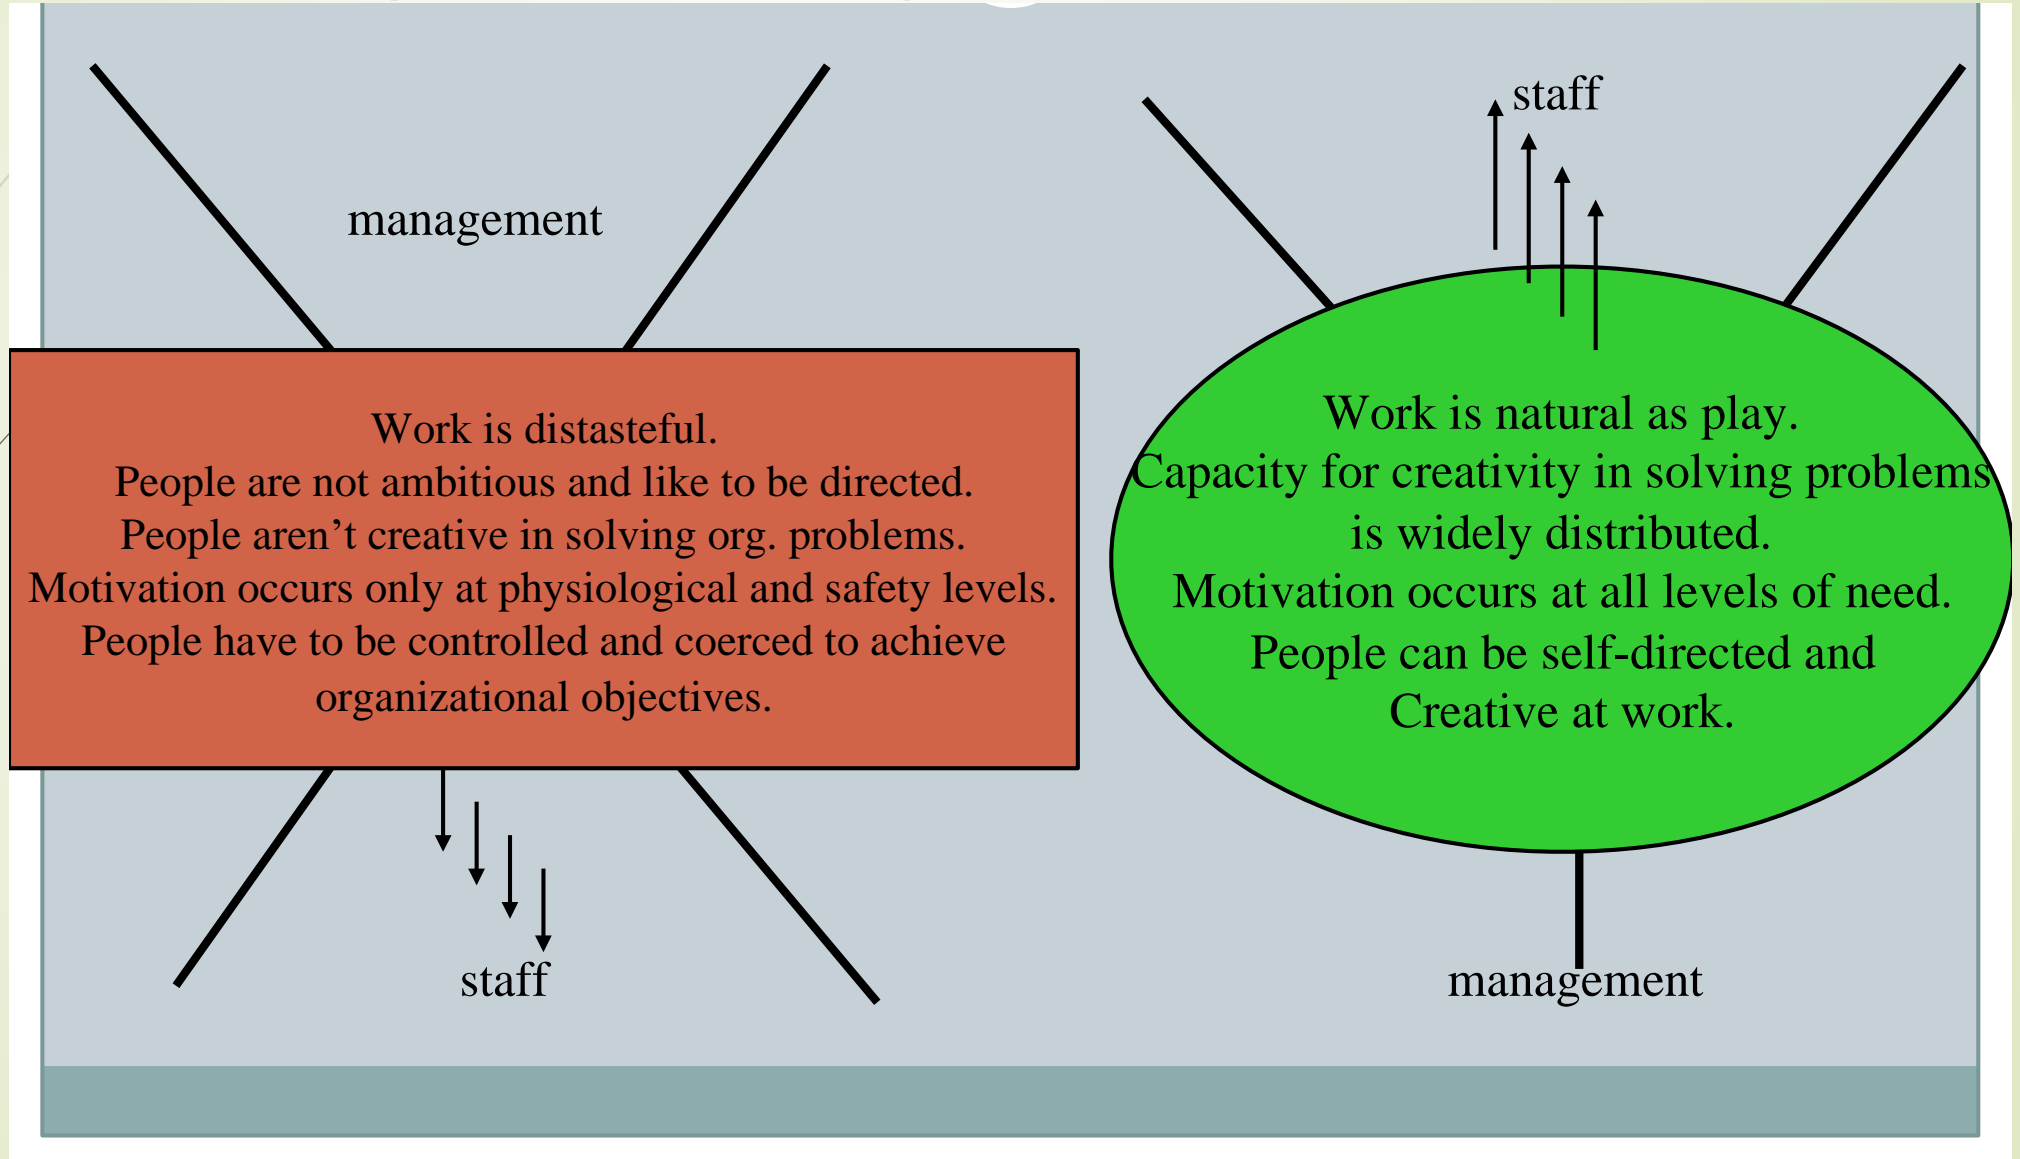 management
Work is distasteful.
People are not ambitious and like to be directed.
People aren’t creative in solving org. problems.
Motivation occurs only at physiological and safety levels.
People have to be controlled and coerced to achieve
organizational objectives.
staff
staff
Work is natural as play.
Capacity for creativity in solving problems
is widely distributed.
Motivation occurs at all levels of need.
People can be self-directed and
Creative at work.
management